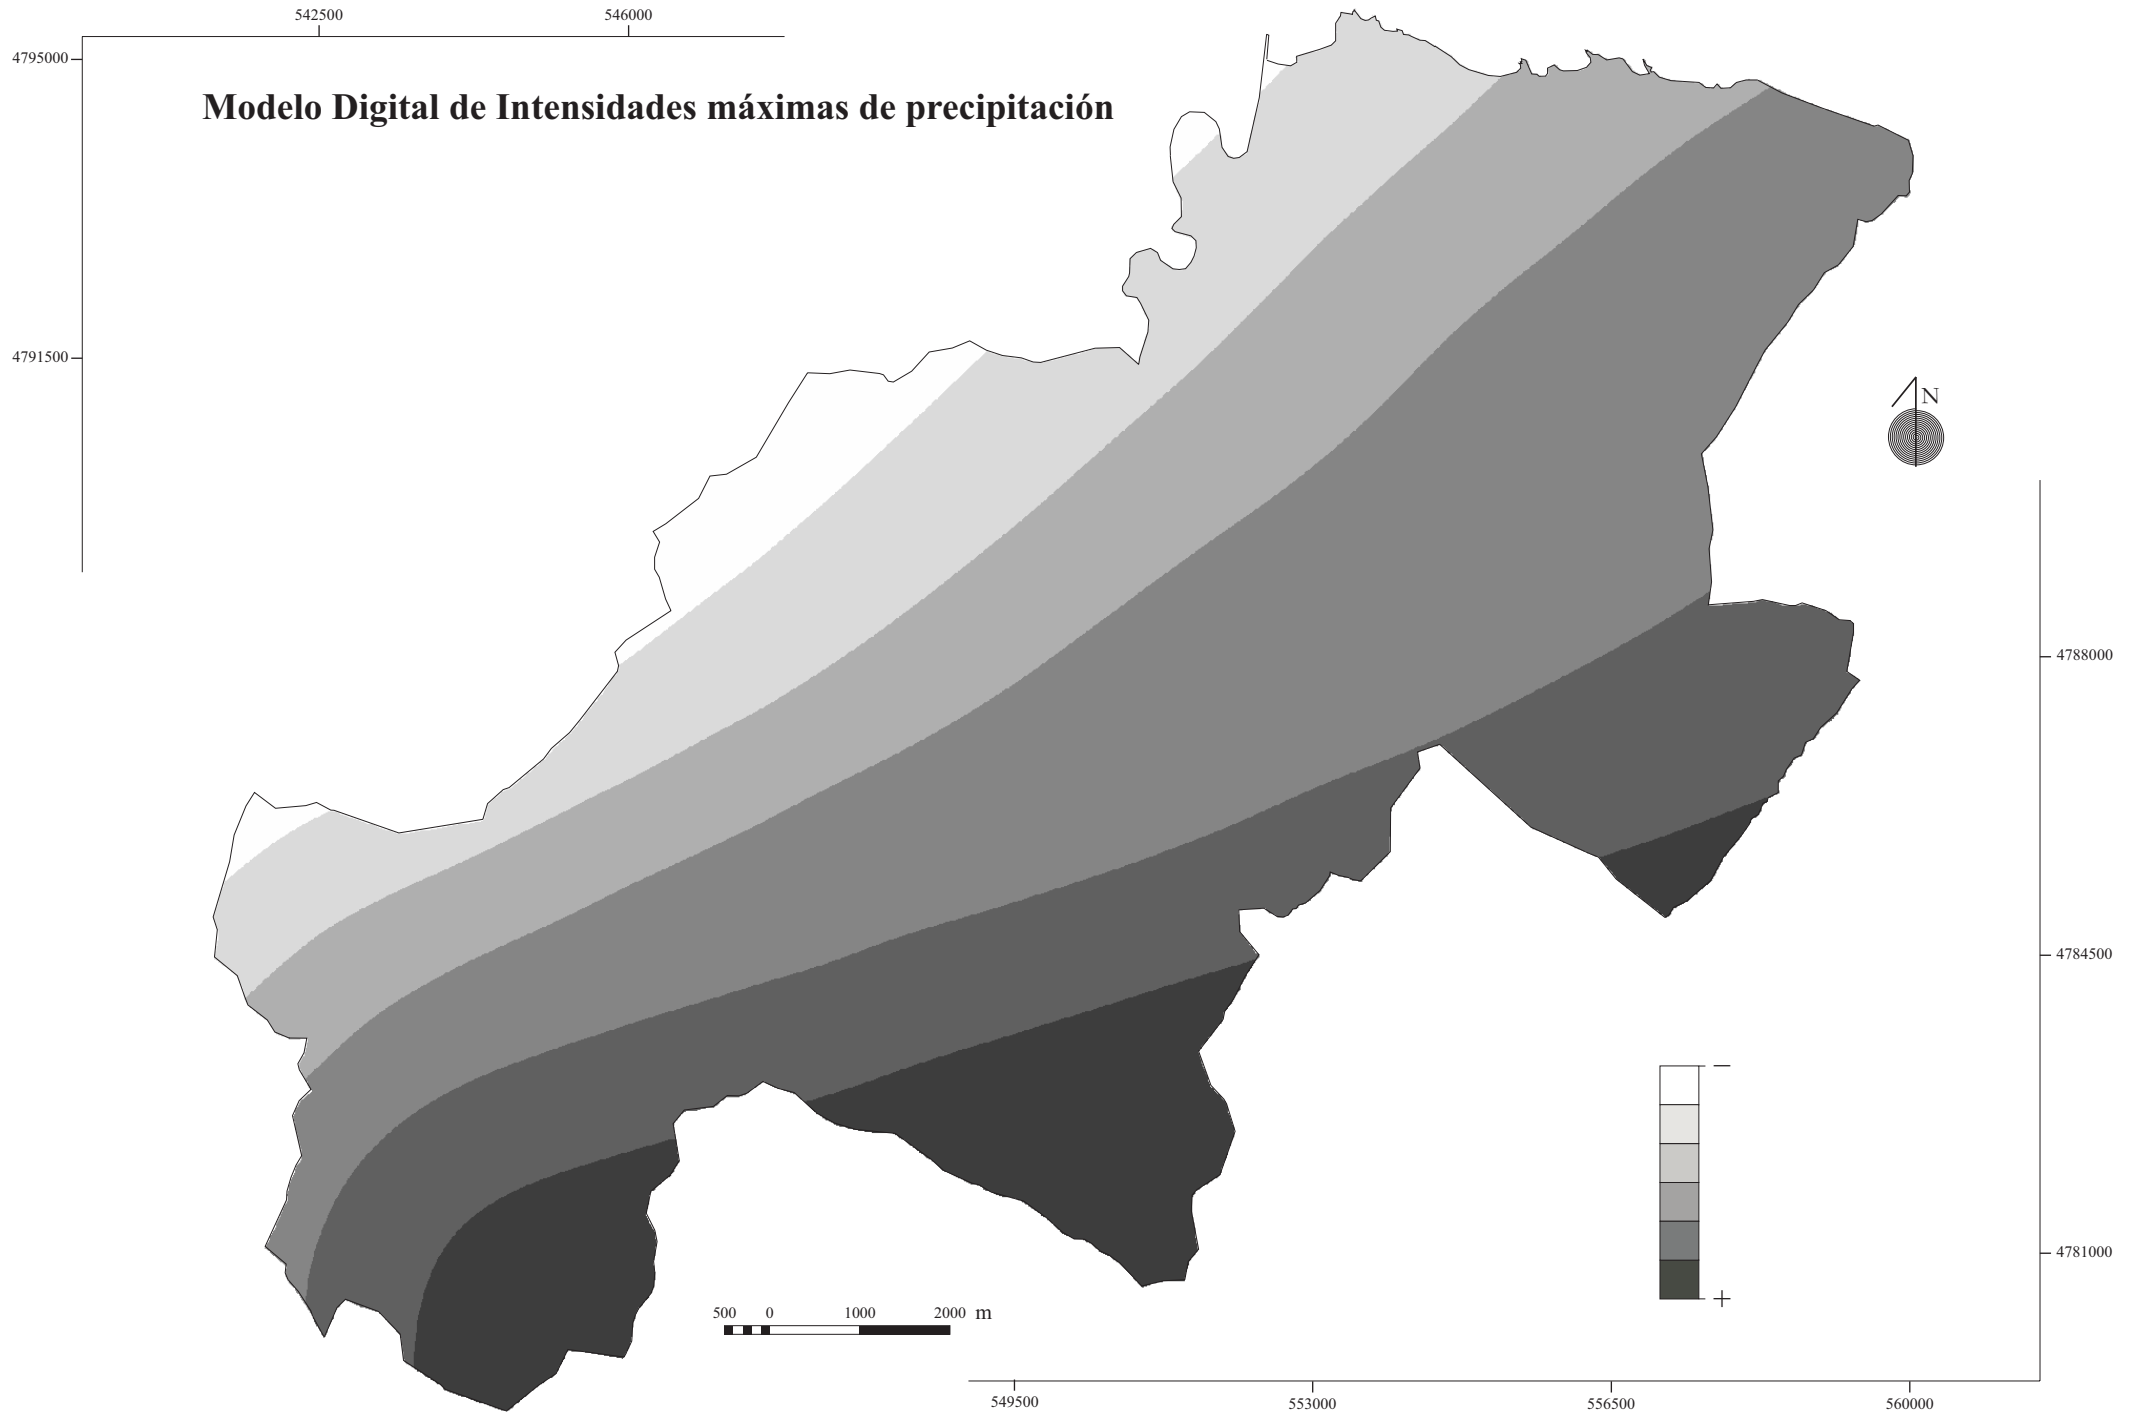 542500 546000
4795000
Modelo Digital de Intensidades máximas de precipitación
4791500
N
4788000
4784500
−
4781000
+
500 0 1000 2000 m
549500 553000 556500 560000